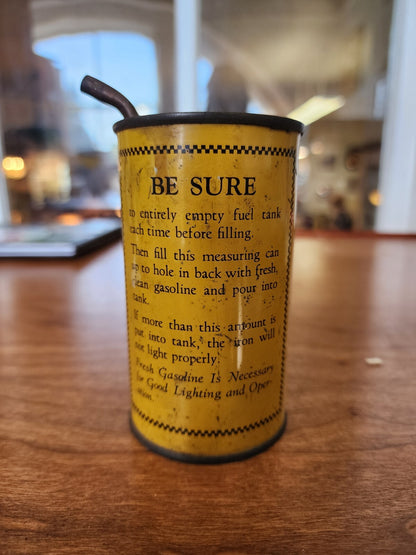 BE SURE
to entirely empty fuel tank
each time before filling.
Then fill this measuring can
up to hole in back with fresh,
clean gasoline and pour into
tank.
If more than this amount is
put into tank, the iron will
not light properly.
Fresh Gasoline Is Necessary
for Good Lighting and Oper-
ation.